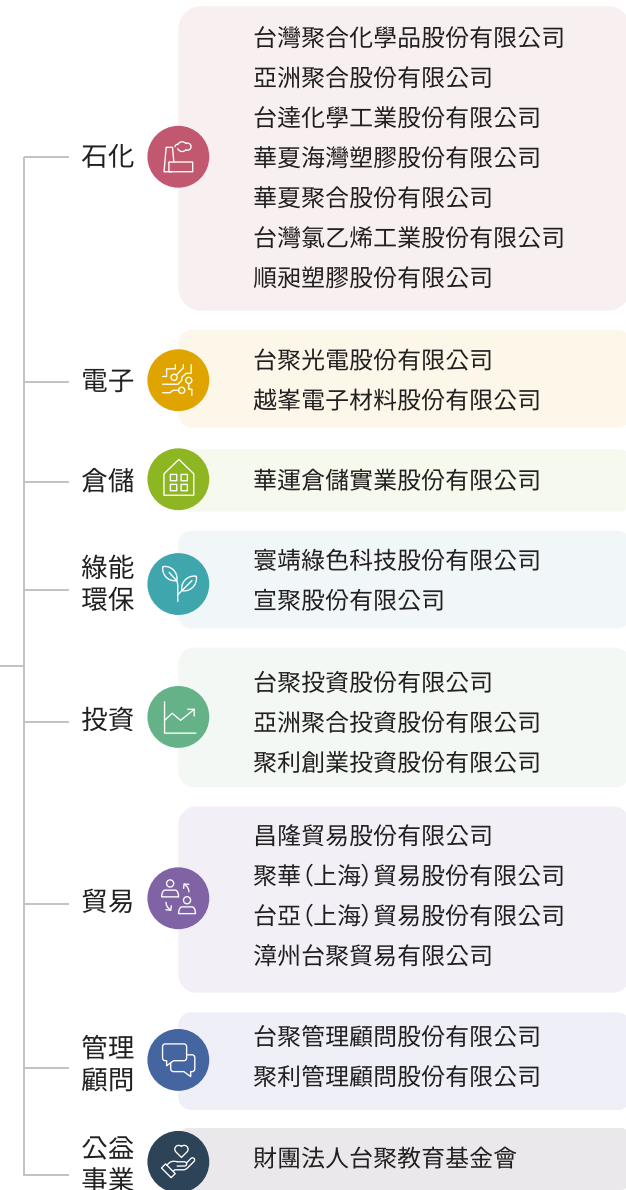 石化
台灣聚合化學品股份有限公司
亞洲聚合股份有限公司
台達化學工業股份有限公司
華夏海灣塑膠股份有限公司
華夏聚合股份有限公司
台灣氯乙烯工業股份有限公司
順昶塑膠股份有限公司
電子
台聚光電股份有限公司
越峯電子材料股份有限公司
倉儲
華運倉儲實業股份有限公司
綠能
環保
寰靖綠色科技股份有限公司
宣聚股份有限公司
投資
台聚投資股份有限公司
亞洲聚合投資股份有限公司
聚利創業投資股份有限公司
貿易
昌隆貿易股份有限公司
聚華(上海)貿易股份有限公司
台亞(上海)貿易股份有限公司
漳州台聚貿易有限公司
管理
顧問
台聚管理顧問股份有限公司
聚利管理顧問股份有限公司
公益
事業
財團法人台聚教育基金會